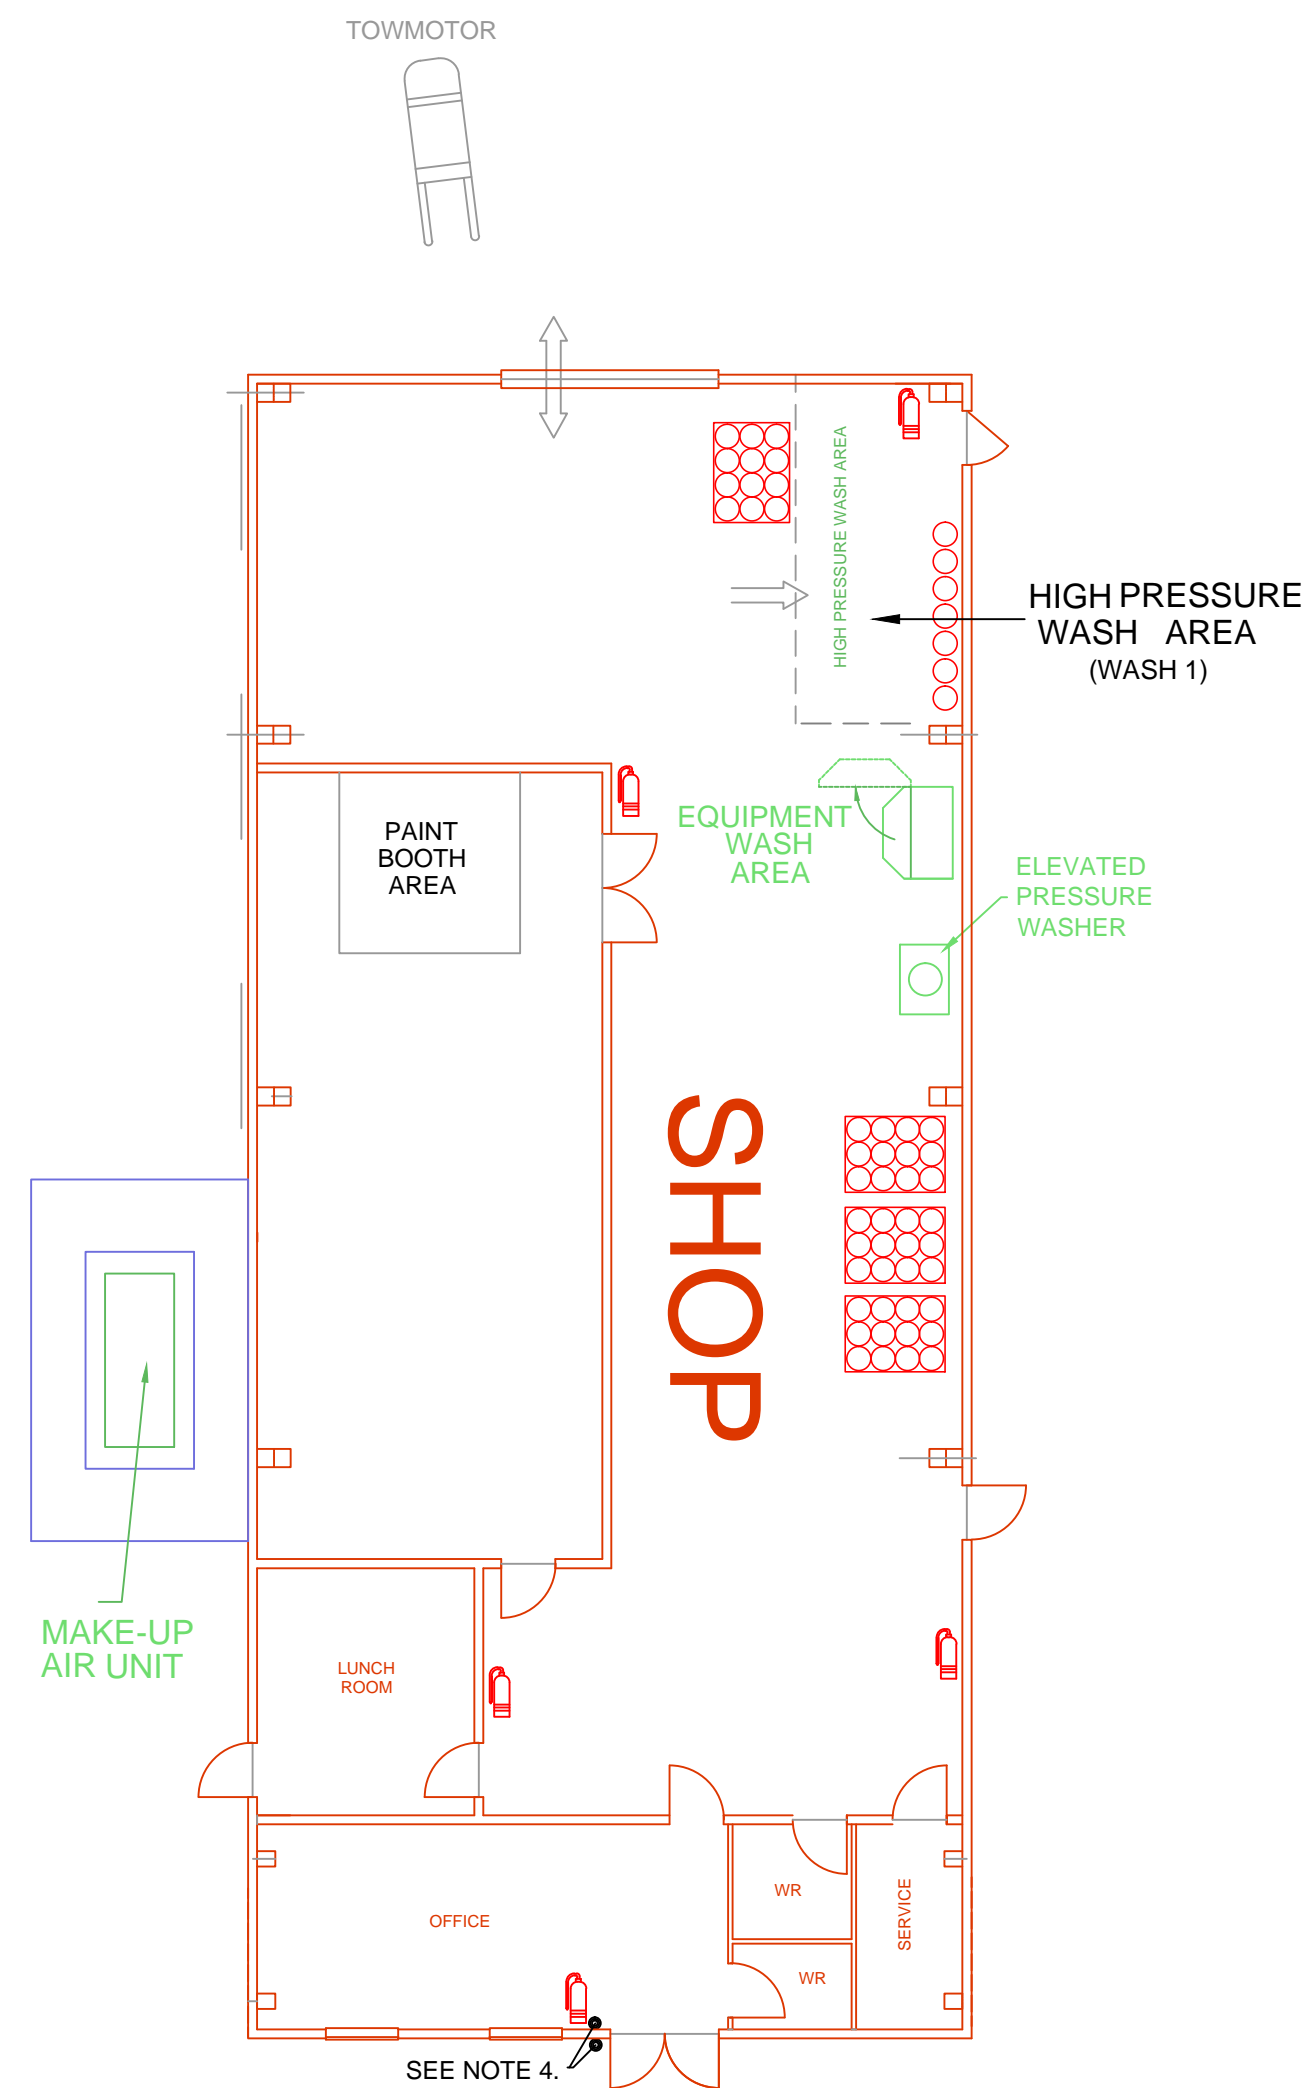 TOWMOTOR
HIGH PRESSURE WASH AREA
HIGH PRESSURE
WASH AREA
(WASH 1)
PAINT
BOOTH
AREA
EQUIPMENT
WASH
AREA
ELEVATED
PRESSURE
WASHER
SHOP
MAKE-UP
AIR UNIT
LUNCH
ROOM
OFFICE
WR
WR
SERVICE
SEE NOTE 4.